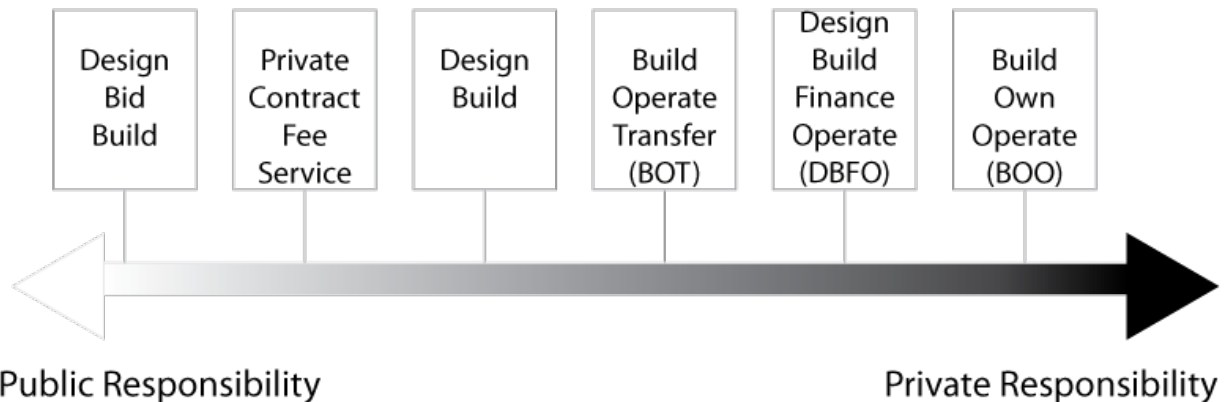 Design
Bid
Build
Private
Contract
Fee
Service
Design
Build
Build
Operate
Transfer
(BOT)
Design
Build
Finance
Operate
(DBFO)
Build
Own
Operate
(BOO)
Public Responsibility
Private Responsibility